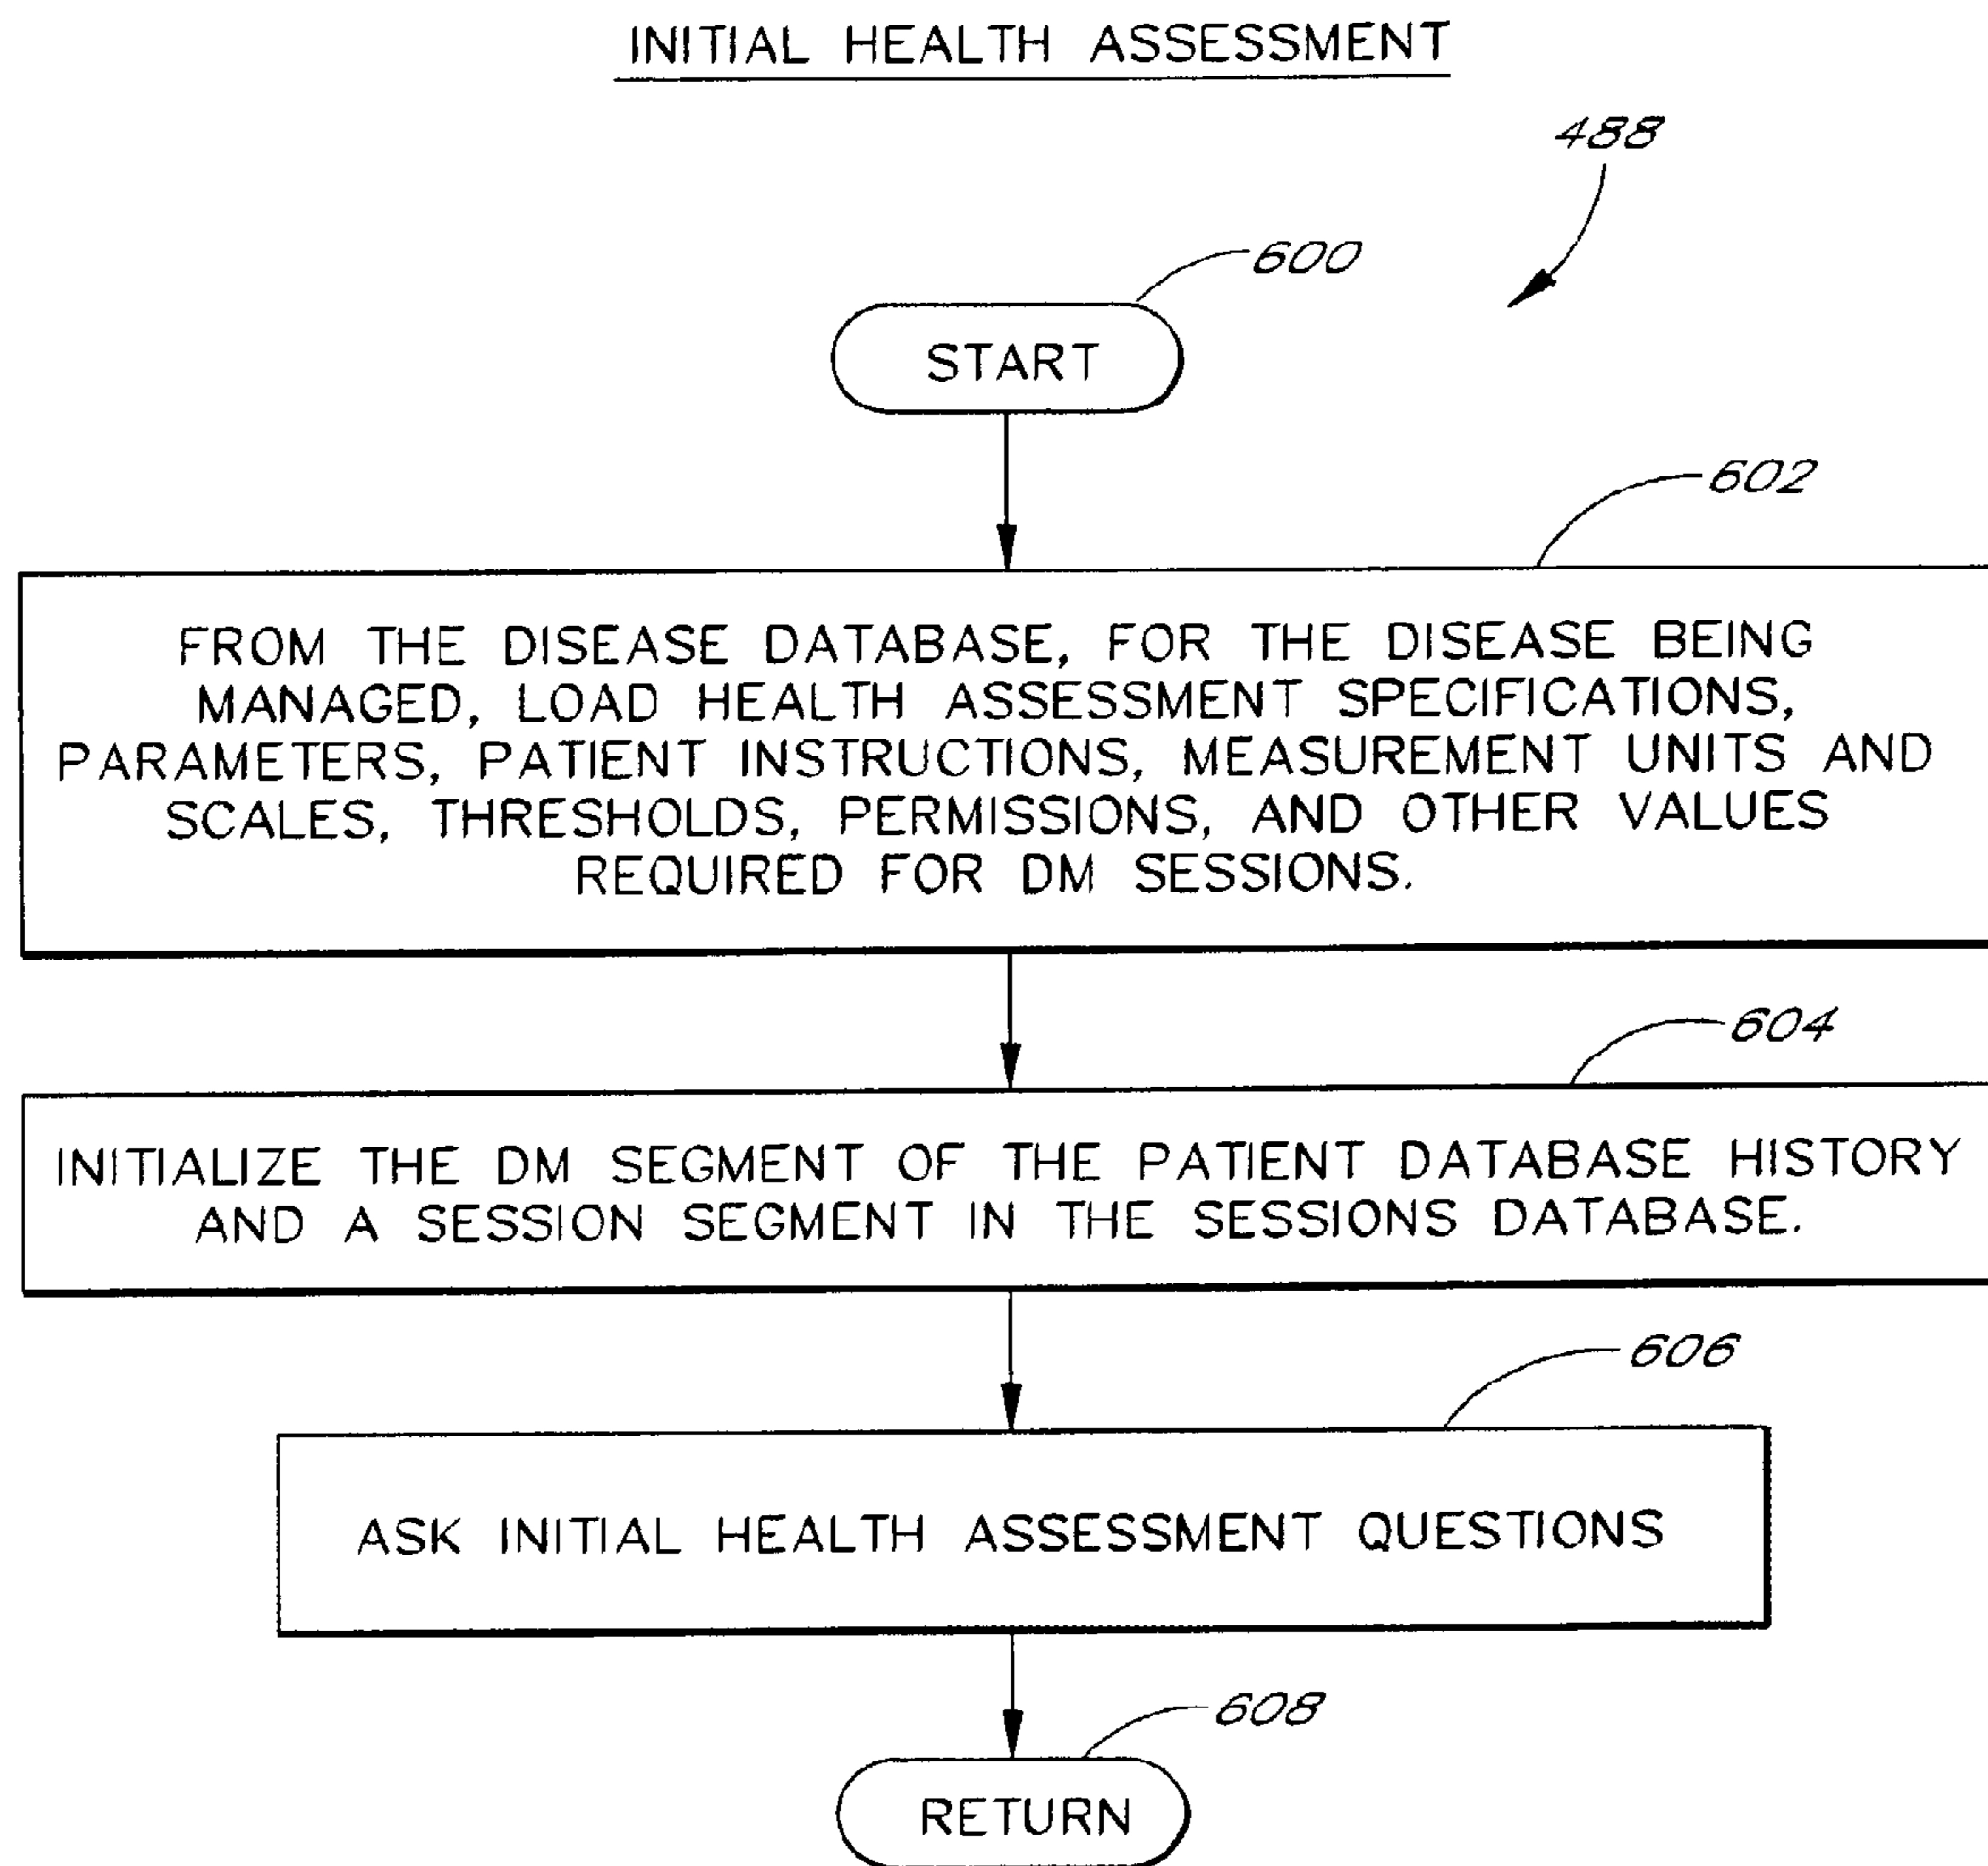 INITIAL HEALTH ASSESSMENT
488
600
START
602
FROM THE DISEASE DATABASE, FOR THE DISEASE BEING
MANAGED, LOAD HEALTH ASSESSMENT SPECIFICATIONS,
PARAMETERS, PATIENT INSTRUCTIONS, MEASUREMENT UNITS AND
SCALES, THRESHOLDS, PERMISSIONS, AND OTHER VALUES
REQUIRED FOR DM SESSIONS.
604
INITIALIZE THE DM SEGMENT OF THE PATIENT DATABASE HISTORY
AND A SESSION SEGMENT IN THE SESSIONS DATABASE.
606
ASK INITIAL HEALTH ASSESSMENT QUESTIONS
608
RETURN